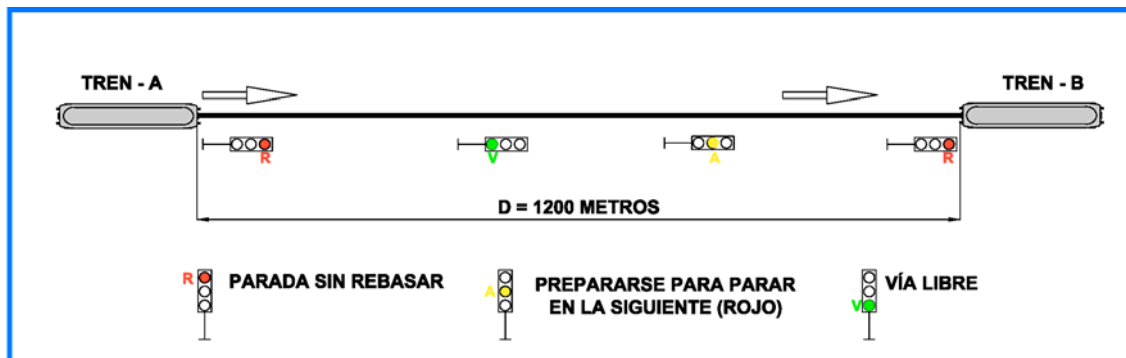 TREN - A
TREN - B
R
V
A
R
D = 1200 METROS
R
PARADA SIN REBASAR
A
PREPARARSE PARA PARAR
EN LA SIGUIENTE (ROJO)
V
VÍA LIBRE